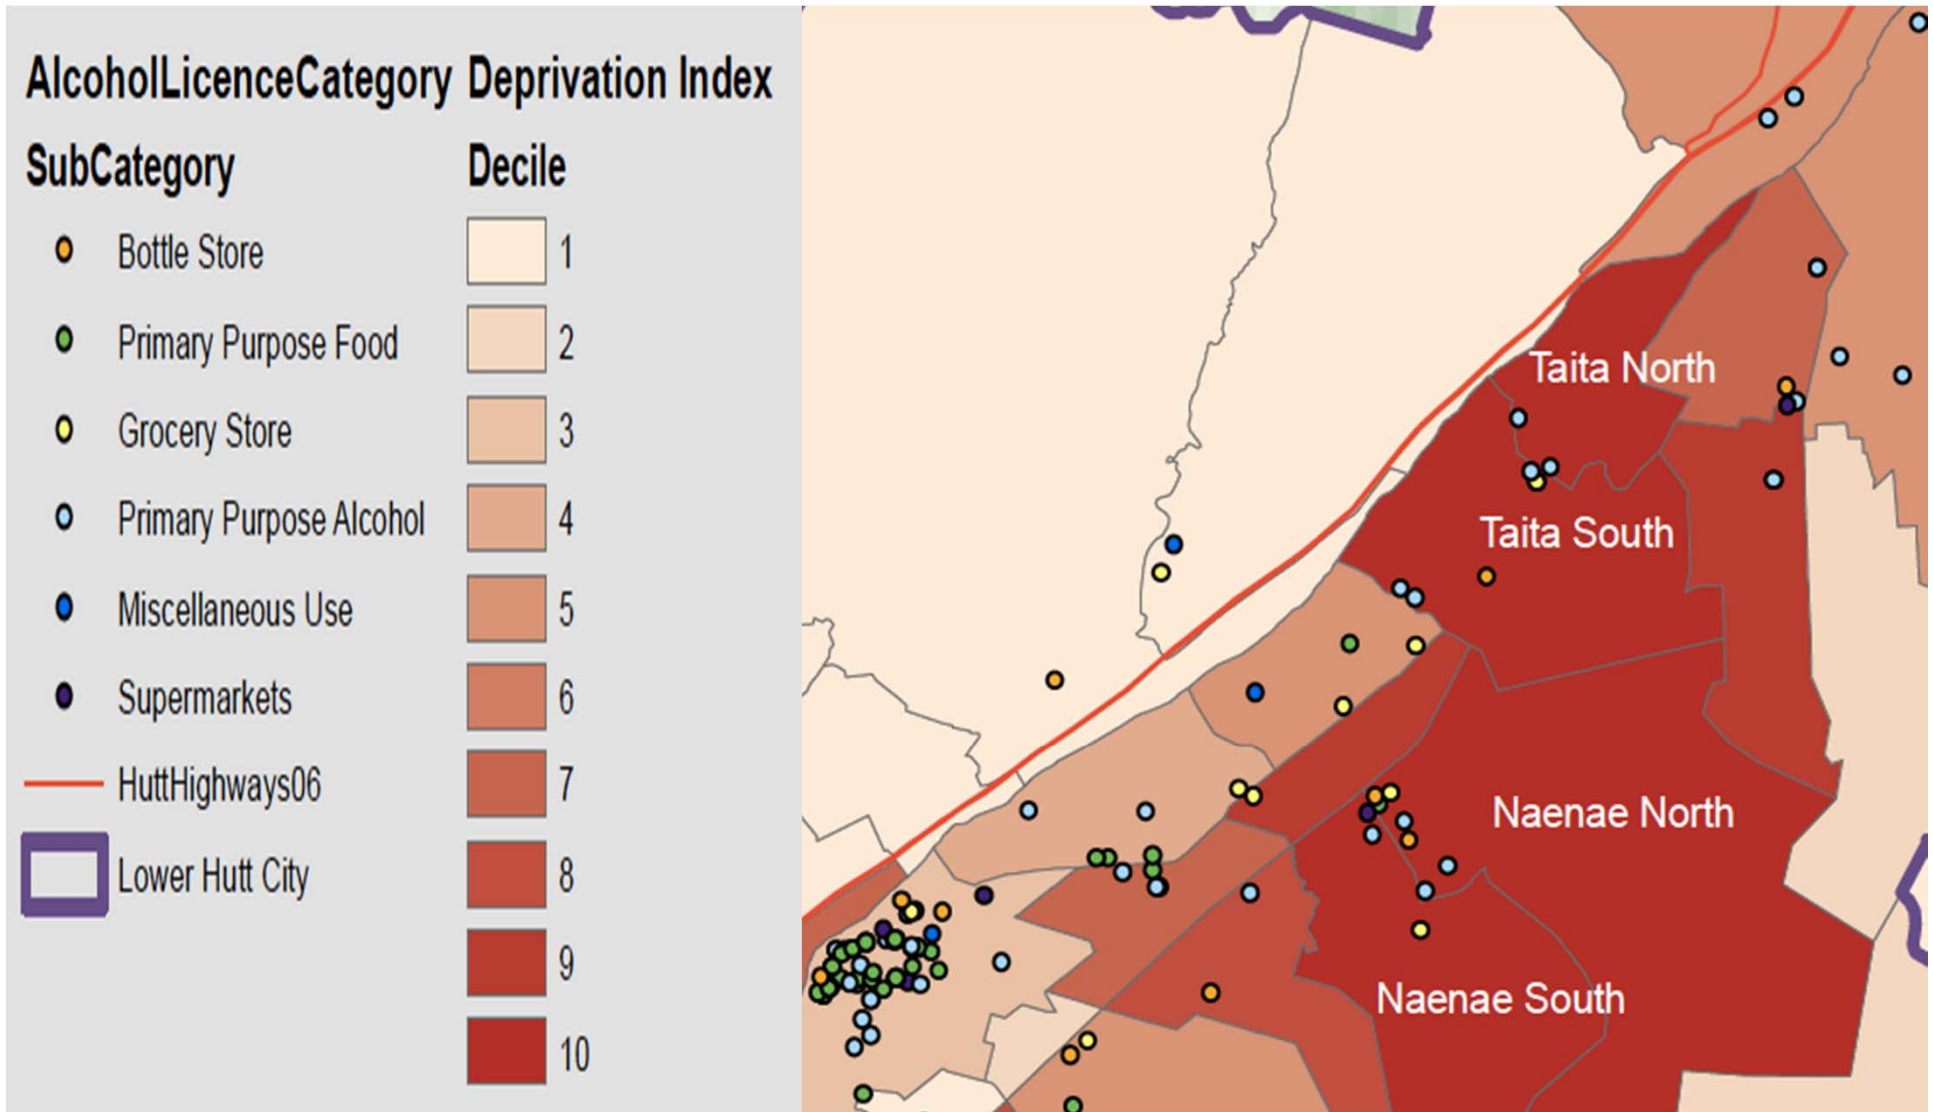 AlcoholLicenceCategory
SubCategory
Bottle Store
Primary Purpose Food
Grocery Store
Primary Purpose Alcohol
Miscellaneous Use
Supermarkets
HuttHighways06
Lower Hutt City
Deprivation Index
Decile
1
2
3
4
5
6
7
8
9
10
Taita North
Taita South
Naenae North
Naenae South